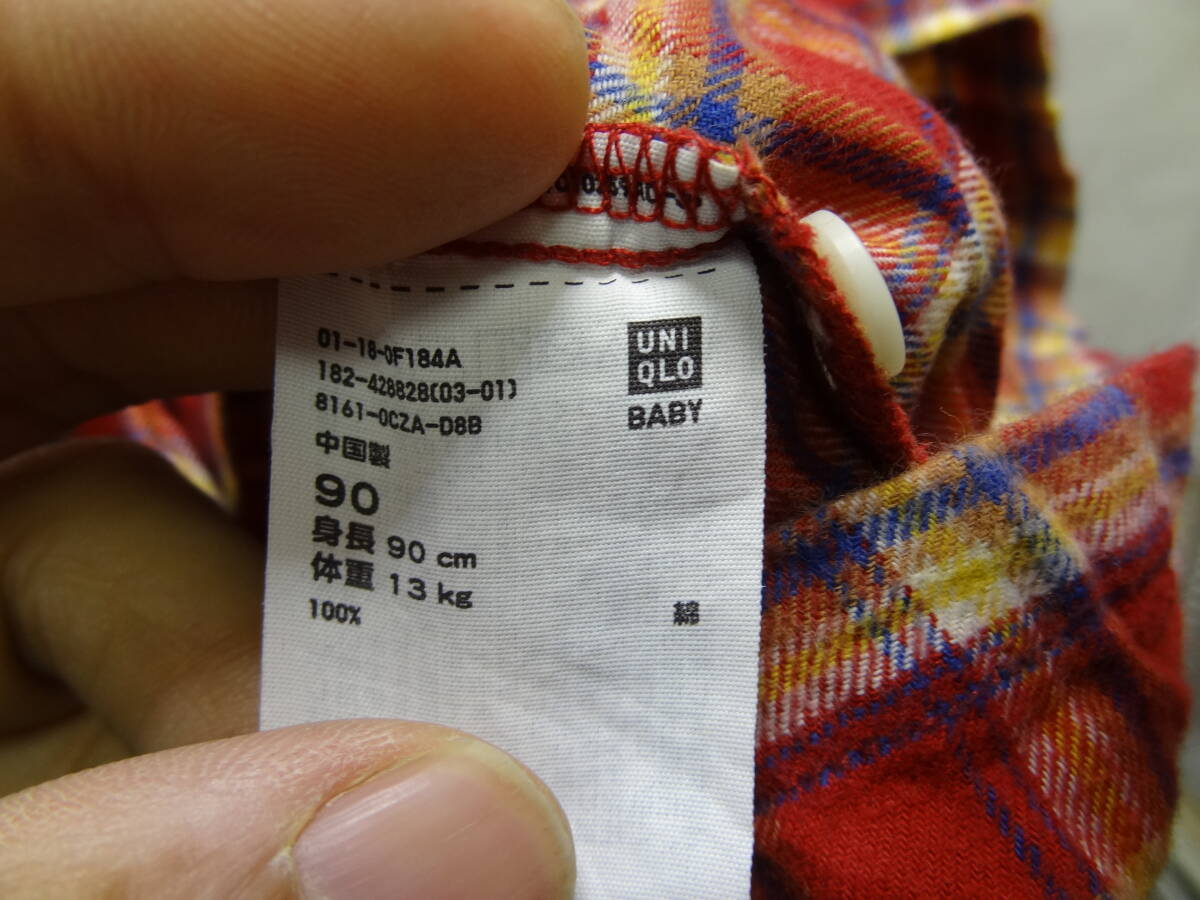 01-18-0F184A
182-428828(03-01)
8161-0CZA-D8B
中国製
90
身長 90 cm
体重 13 kg
100% 綿
UNI
QLO
BABY